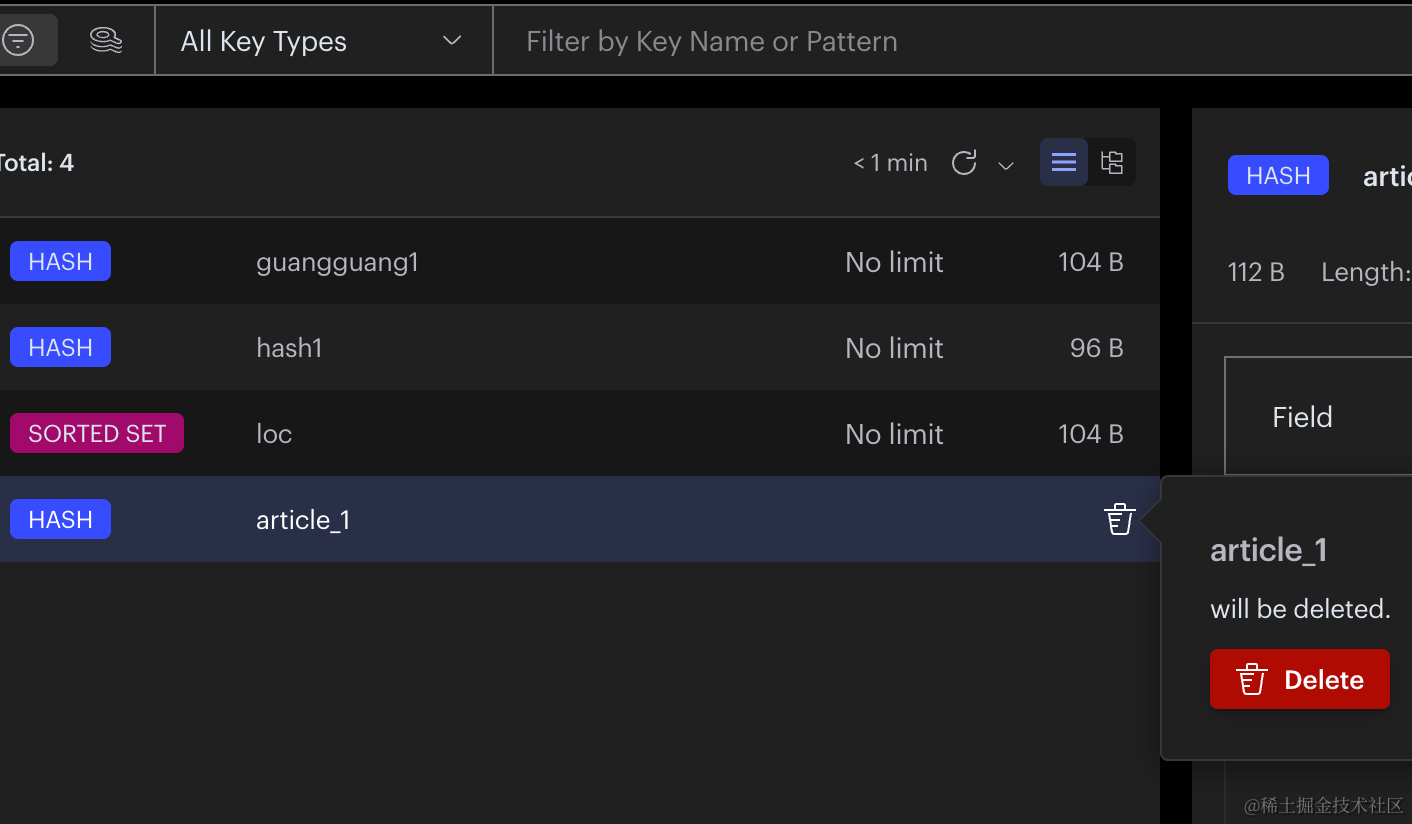 All Key Types
Filter by Key Name or Pattern
Total: 4
< 1 min
HASH guangguang1 No limit 104 B
HASH hash1 No limit 96 B
SORTED SET loc No limit 104 B
HASH article_1
HASH artic
112 B Length:
Field
article_1
will be deleted.
Delete
@稀土掘金技术社区